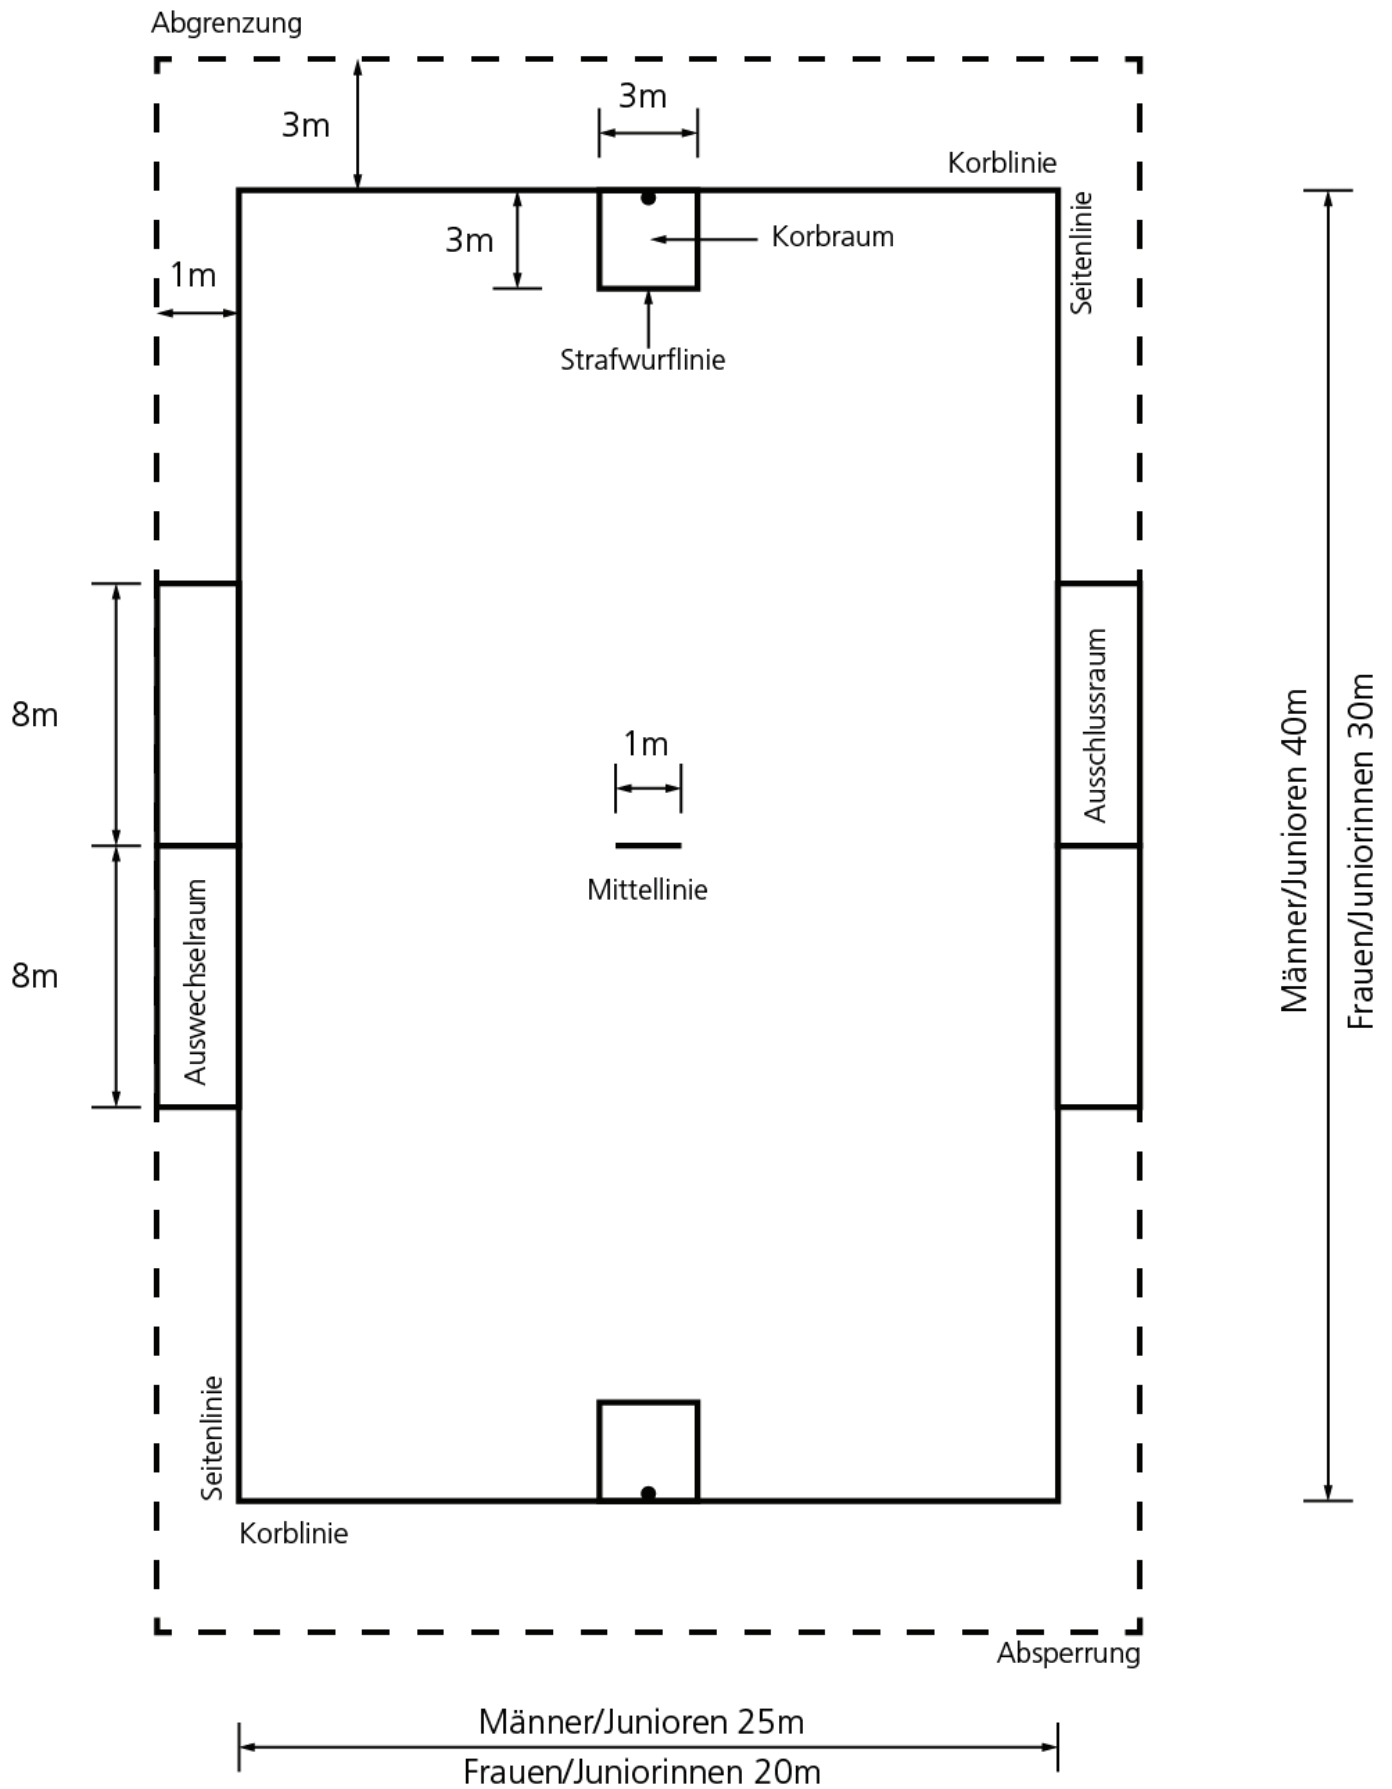 Abgrenzung
3m
3m
Korblinie
Seitenlinie
3m
Korbraum
1m
Strafwurflinie
8m
Ausschlussraum
1m
Männer/Junioren 40m
Frauen/Juniorinnen 30m
Mittellinie
Auswechselraum
8m
Seitenlinie
Korblinie
Absperrung
Männer/Junioren 25m
Frauen/Juniorinnen 20m